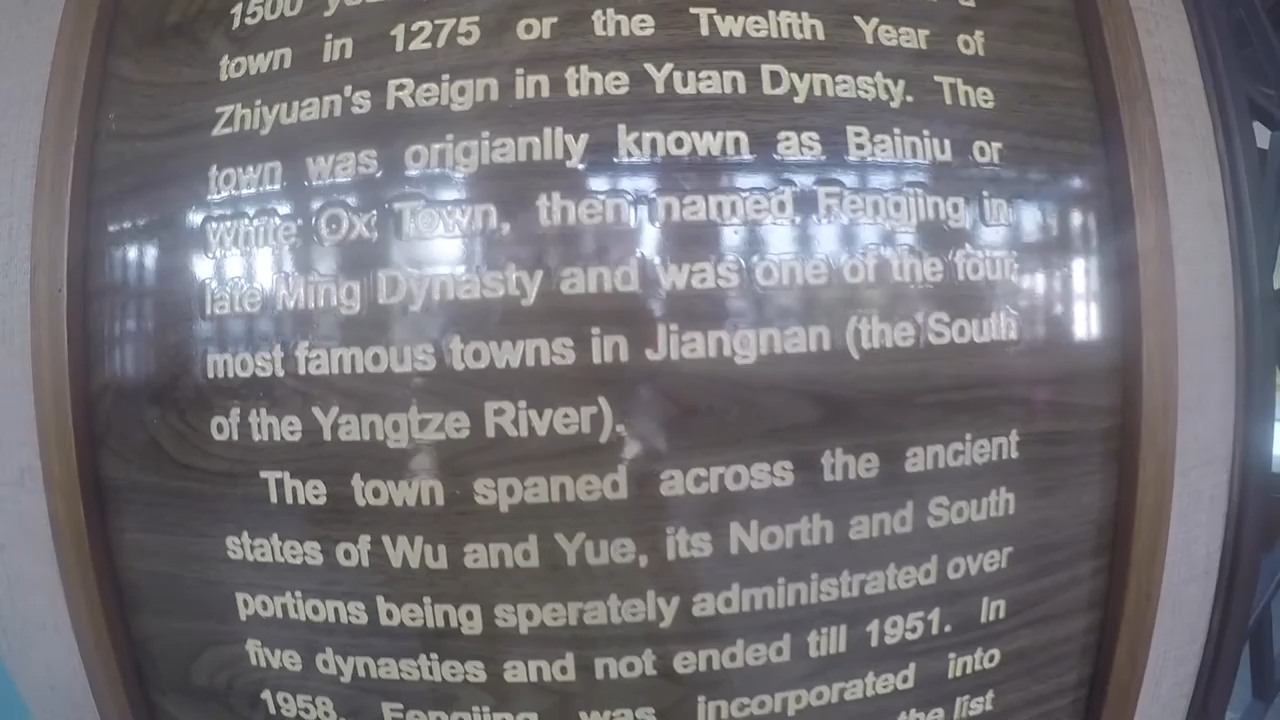 1500
town in 1275 or the Twelfth Year of
Zhiyuan's Reign in the Yuan Dynasty. The
town was origianlly known as Bainiu or
White Ox Town, then named Fengjing in
late Ming Dynasty and was one of the four
most famous towns in Jiangnan (the South
of the Yangtze River).
The town spaned across the ancient
states of Wu and Yue, its North and South
portions being sperately administrated over
five dynasties and not ended till 1951. In
1958, Fengjing was incorporated into
the list